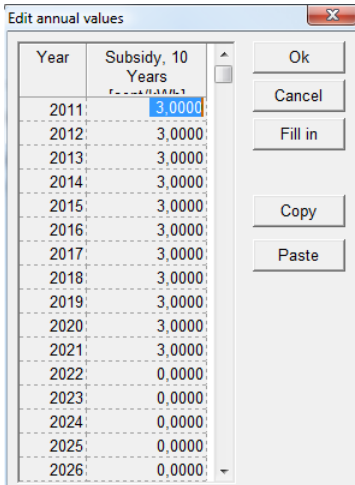 Edit annual values
Year
Subsidy, 10
Years
Ok
Cancel
Fill in
Copy
Paste
2011 3,0000
2012 3,0000
2013 3,0000
2014 3,0000
2015 3,0000
2016 3,0000
2017 3,0000
2018 3,0000
2019 3,0000
2020 3,0000
2021 3,0000
2022 0,0000
2023 0,0000
2024 0,0000
2025 0,0000
2026 0,0000